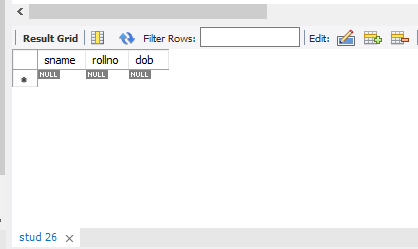 Result Grid Filter Rows: Edit:
sname rollno dob
NULL NULL NULL
stud 26